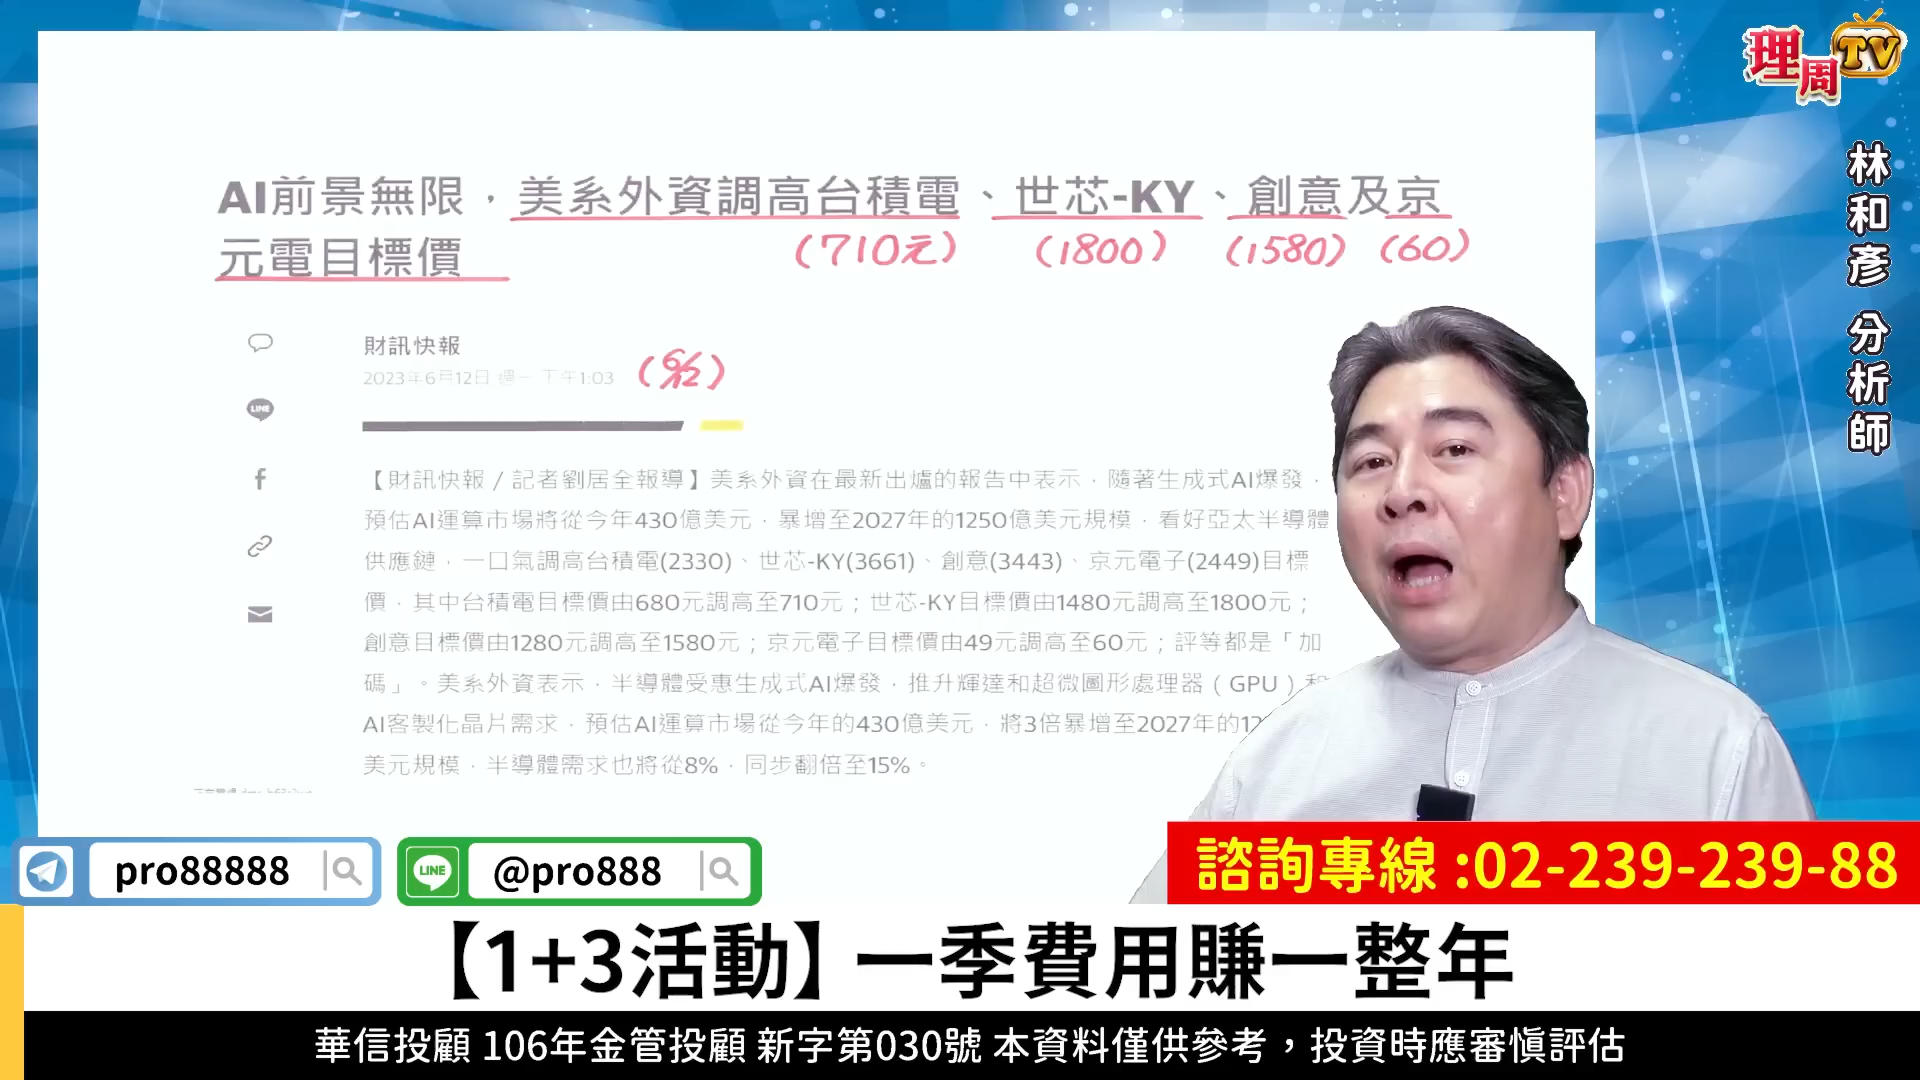 AI前景無限，美系外資調高台積電、世芯-KY、創意及京
元電目標價
(710元) (1800) (1580) (60)
財訊快報
2023年6月12日 週一 下午1:03 (6/12)
【財訊快報／記者劉居全報導】美系外資在最新出爐的報告中表示，隨著生成式AI爆發，
預估AI運算市場將從今年430億美元，暴增至2027年的1250億美元規模，看好亞太半導體
供應鏈，一口氣調高台積電(2330)、世芯-KY(3661)、創意(3443)、京元電子(2449)目標
價，其中台積電目標價由680元調高至710元；世芯-KY目標價由1480元調高至1800元；
創意目標價由1280元調高至1580元；京元電子目標價由49元調高至60元；評等都是「加
碼」。美系外資表示，半導體受惠生成式AI爆發，推升輝達和超微圖形處理器（GPU）和
AI客製化晶片需求，預估AI運算市場從今年的430億美元，將3倍暴增至2027年的12
美元規模，半導體需求也將從8%，同步翻倍至15%。
LINE
理周TV
林和彥 分析師
pro88888
LINE
@pro888
諮詢專線 :02-239-239-88
【1+3活動】一季費用賺一整年
華信投顧 106年金管投顧 新字第030號 本資料僅供參考，投資時應審慎評估